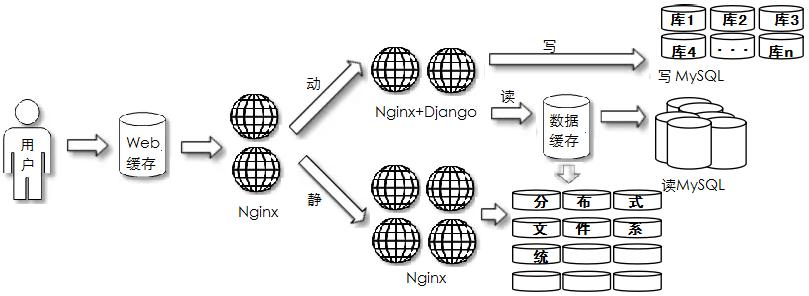 用
户
Web
缓存
Nginx
动
静
Nginx+Django
Nginx
写
读
数据
缓存
库1 库2 库3
库4 ··· 库n
写 MySQL
读MySQL
分 布 式
文 件 系
统